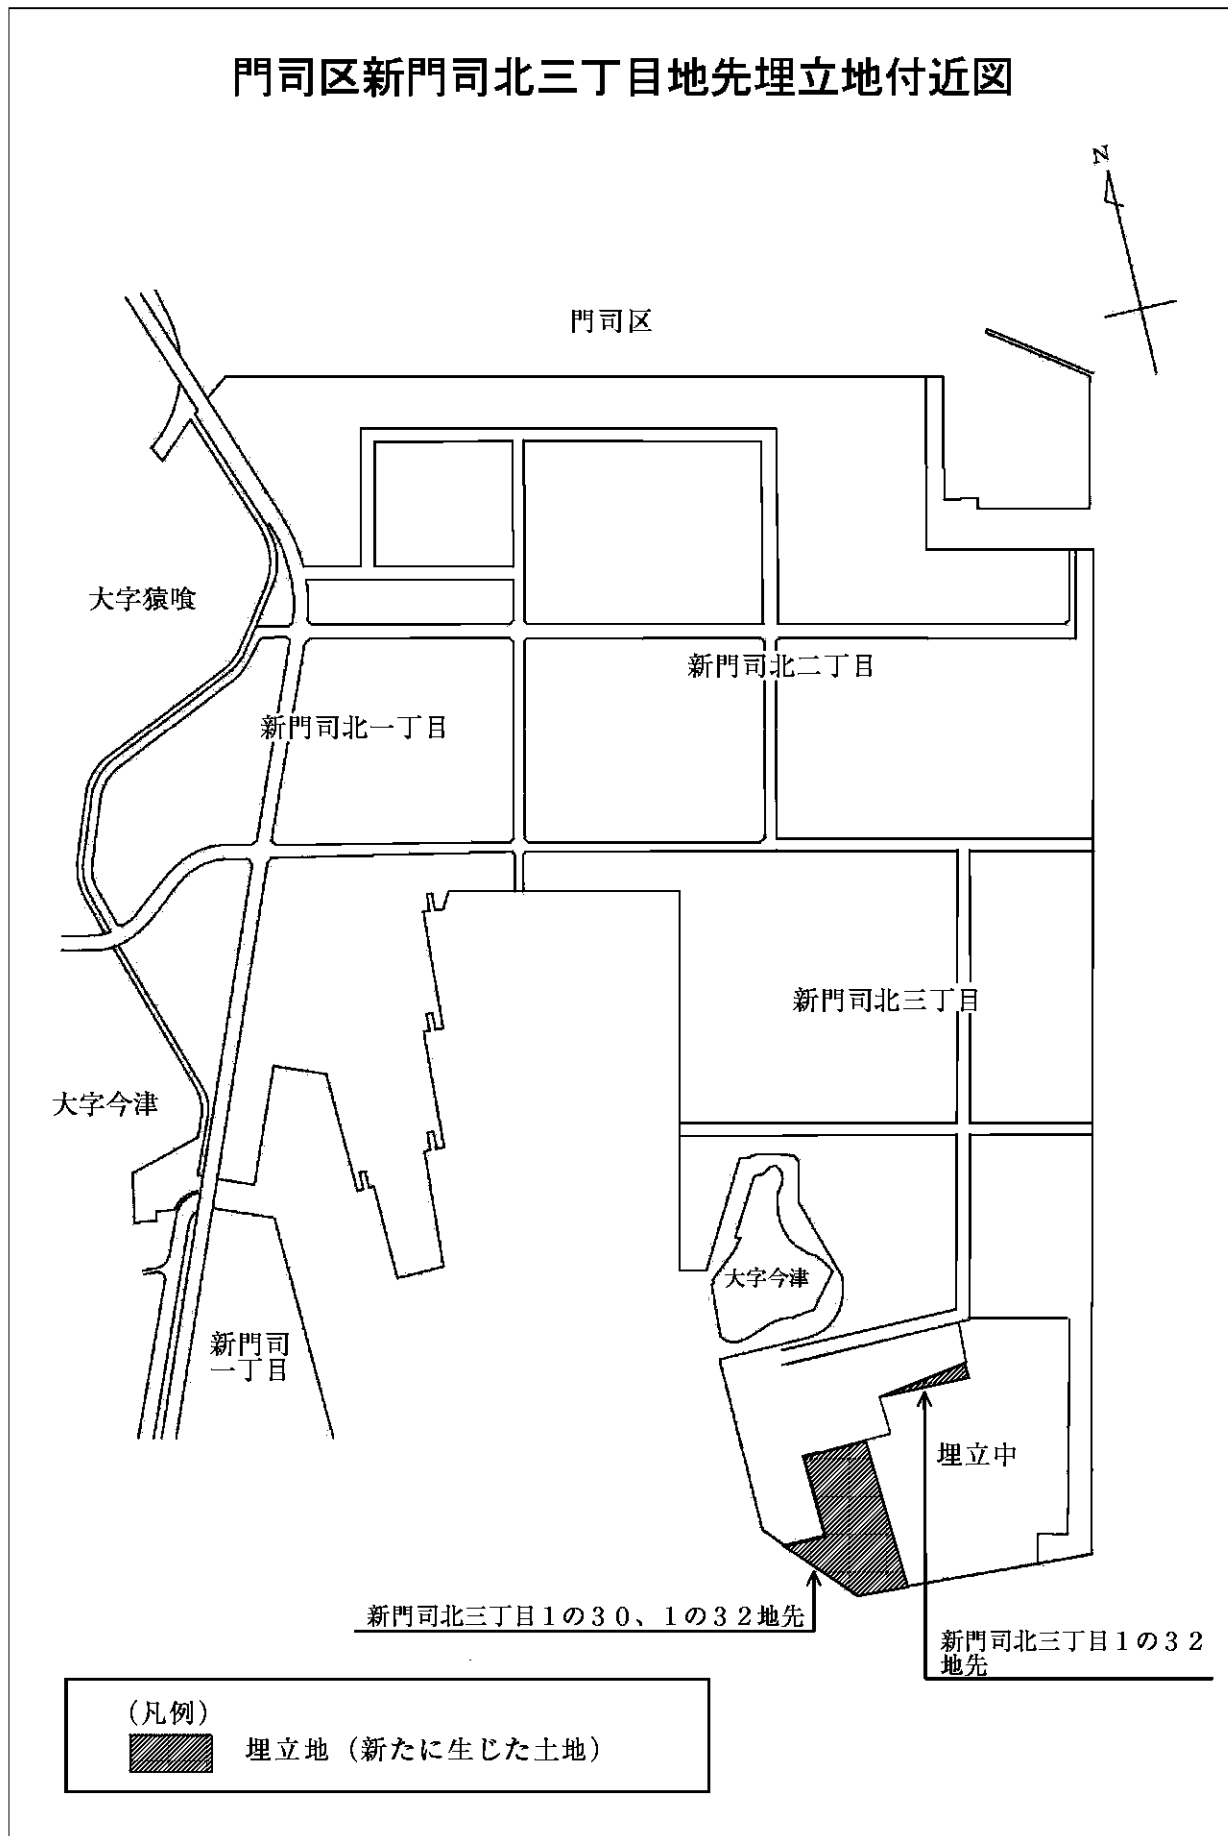 門司区新門司北三丁目地先埋立地付近図
N
門司区
大字猿喰
新門司北二丁目
新門司北一丁目
新門司北三丁目
大字今津
大字今津
新門司
一丁目
埋立中
新門司北三丁目1の30、1の32地先
新門司北三丁目1の32
地先
(凡例)
埋立地(新たに生じた土地)